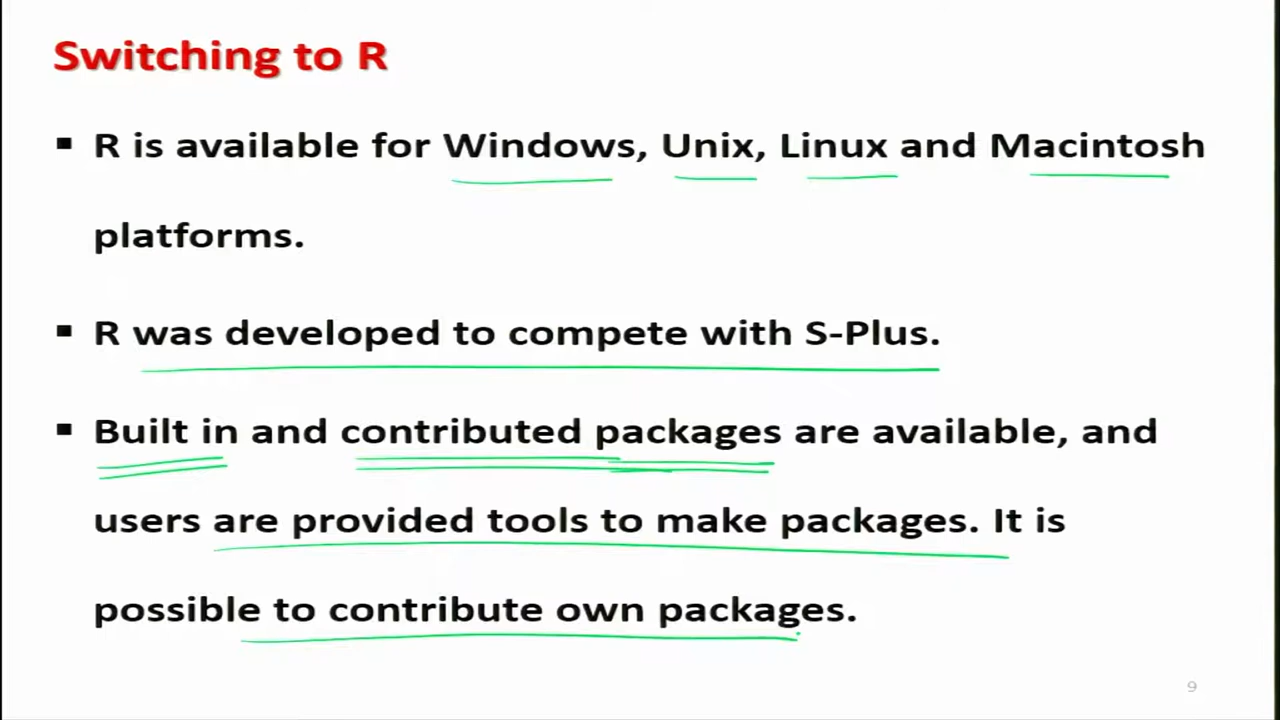 Switching to R
▪ R is available for Windows, Unix, Linux and Macintosh
platforms.
▪ R was developed to compete with S-Plus.
▪ Built in and contributed packages are available, and
users are provided tools to make packages. It is
possible to contribute own packages.
9